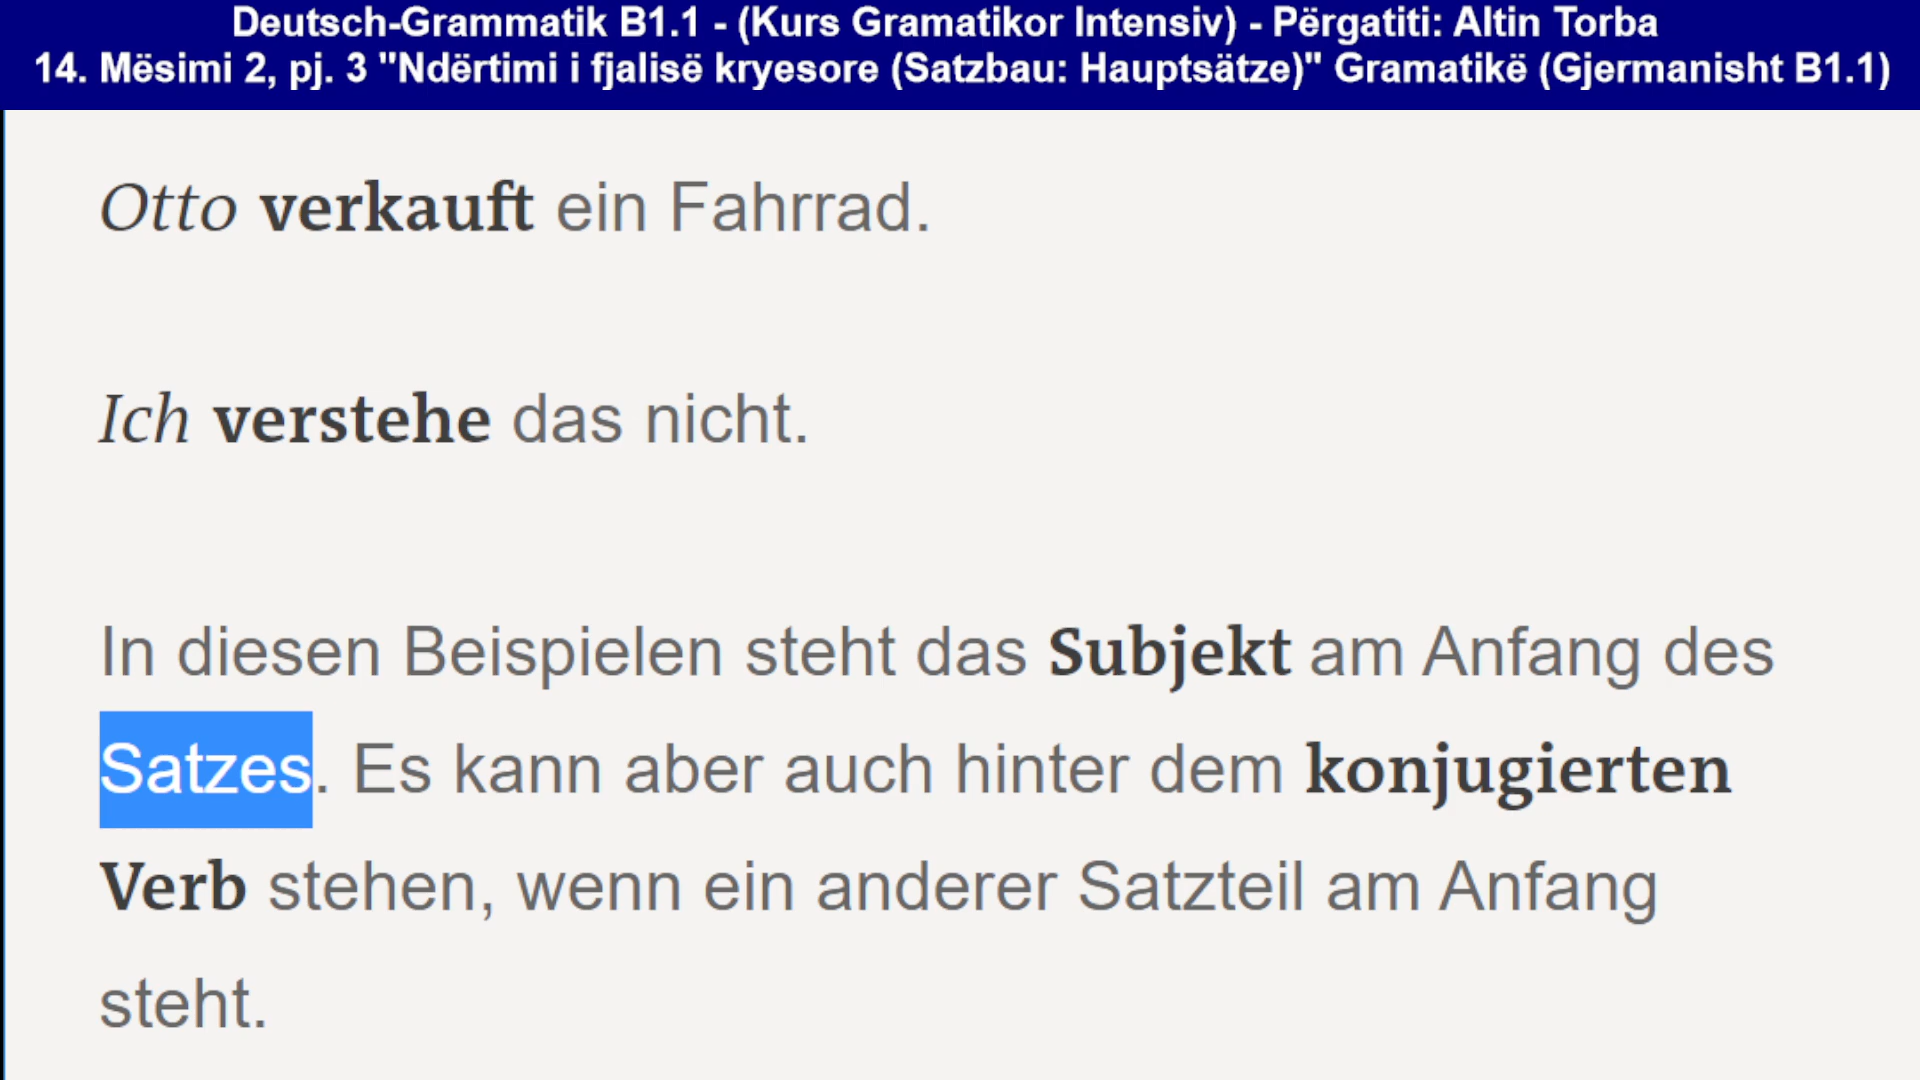 Deutsch-Grammatik B1.1 - (Kurs Gramatikor Intensiv) - Përgatiti: Altin Torba
14. Mësimi 2, pj. 3 "Ndërtimi i fjalisë kryesore (Satzbau: Hauptsätze)" Gramatikë (Gjermanisht B1.1)
Otto verkauft ein Fahrrad.
Ich verstehe das nicht.
In diesen Beispielen steht das Subjekt am Anfang des
Satzes. Es kann aber auch hinter dem konjugierten
Verb stehen, wenn ein anderer Satzteil am Anfang
steht.